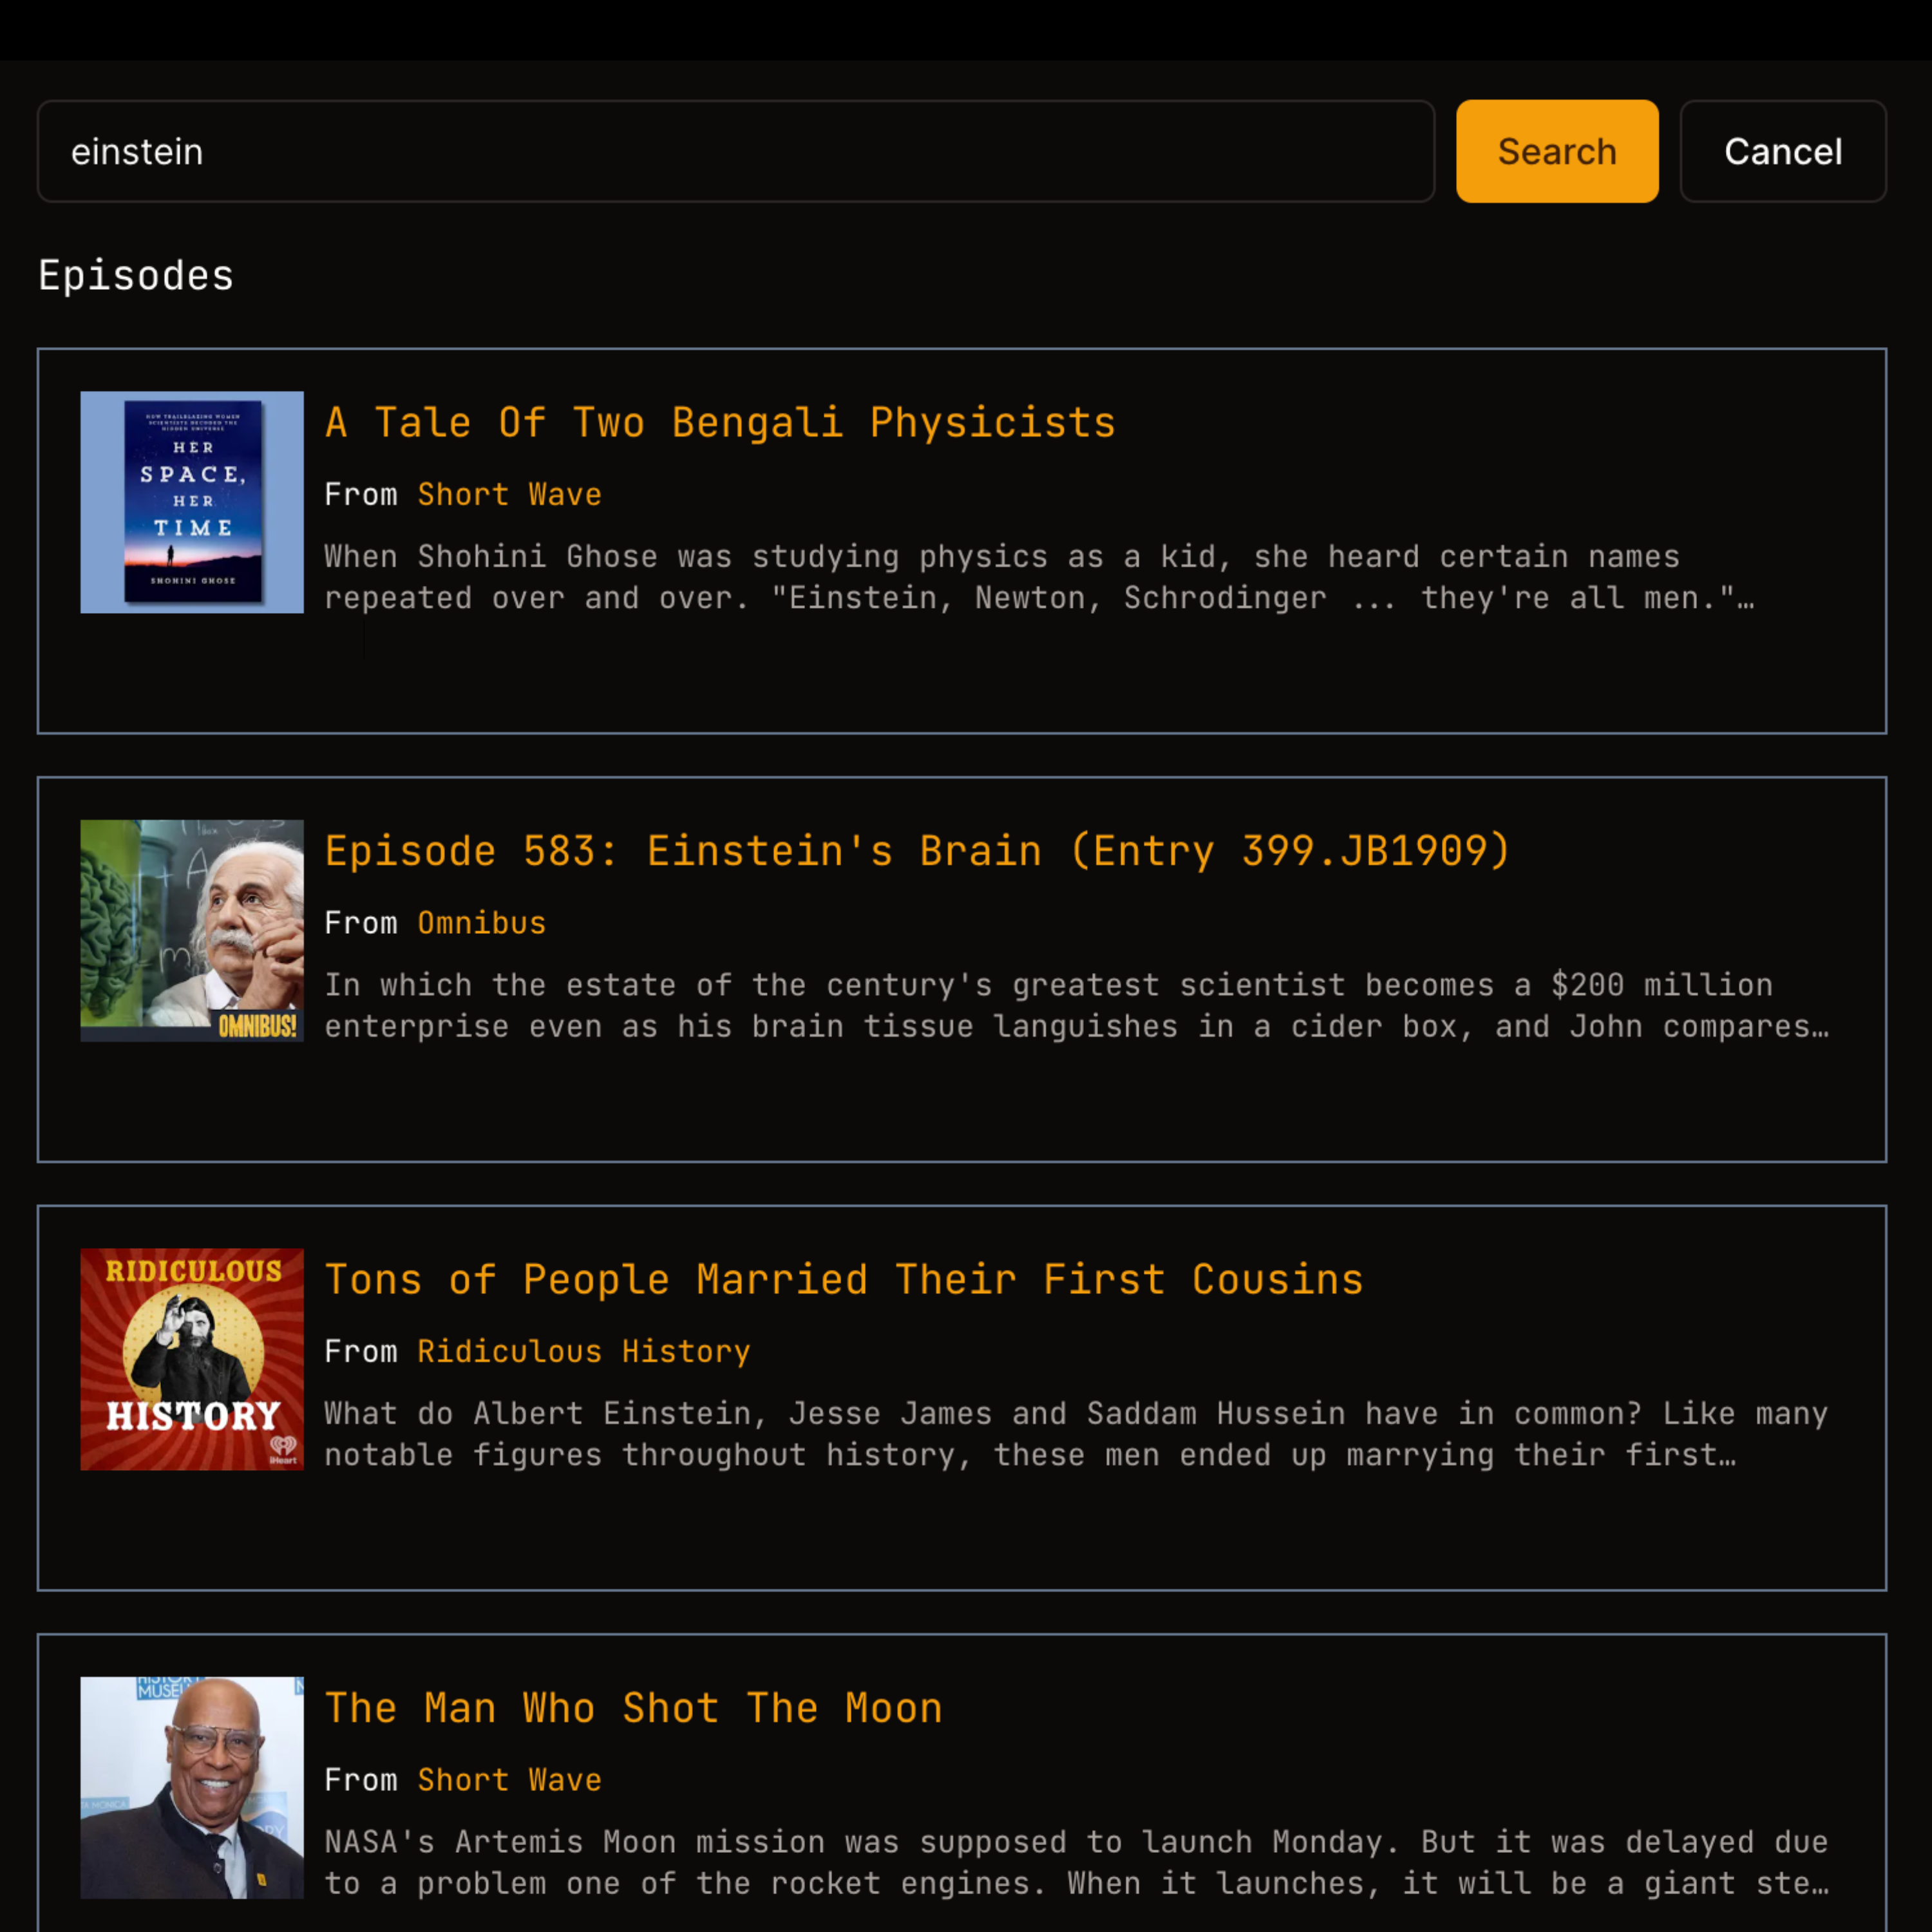 einstein
Search
Cancel
Episodes
HOW TRAILBLAZING WOMEN
SCIENTISTS DECODED THE
HIDDEN UNIVERSE
HER
SPACE,
HER
TIME
SHOHINI GHOSE
A Tale Of Two Bengali Physicists
From Short Wave
When Shohini Ghose was studying physics as a kid, she heard certain names
repeated over and over. "Einstein, Newton, Schrodinger ... they're all men."…
OMNIBUS!
Episode 583: Einstein's Brain (Entry 399.JB1909)
From Omnibus
In which the estate of the century's greatest scientist becomes a $200 million
enterprise even as his brain tissue languishes in a cider box, and John compares…
RIDICULOUS
HISTORY
iHeart
Tons of People Married Their First Cousins
From Ridiculous History
What do Albert Einstein, Jesse James and Saddam Hussein have in common? Like many
notable figures throughout history, these men ended up marrying their first…
HISTORY
MUSEU
The Man Who Shot The Moon
From Short Wave
NASA's Artemis Moon mission was supposed to launch Monday. But it was delayed due
to a problem one of the rocket engines. When it launches, it will be a giant ste…